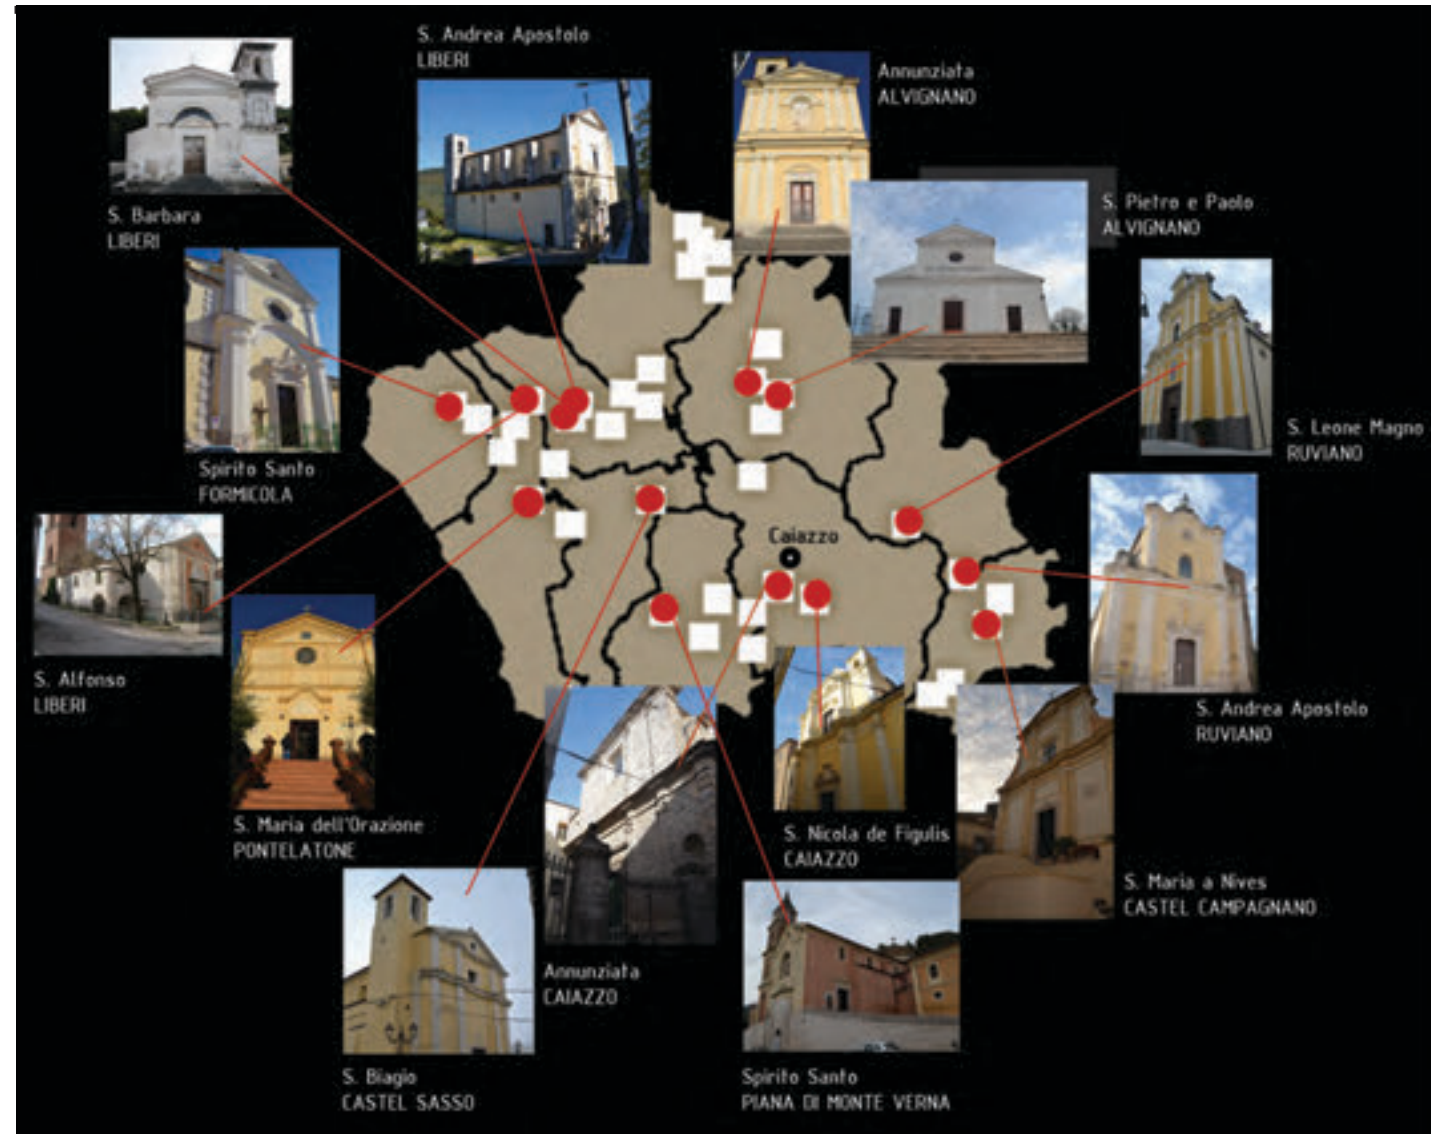 S. Andrea Apostolo
LIBERI
Annunziata
ALVIGNANO
S. Barbara
LIBERI
S. Pietro e Paolo
ALVIGNANO
S. Leone Magno
RUVIANO
Spirito Santo
FORMICOLA
Caiazzo
S. Alfonso
LIBERI
S. Andrea Apostolo
RUVIANO
S. Maria dell'Orazione
PONTELATONE
S. Nicola de Figulis
CAIAZZO
S. Maria a Nives
CASTEL CAMPAGNANO
Annunziata
CAIAZZO
S. Biagio
CASTEL SASSO
Spirito Santo
PIANA DI MONTE VERNA